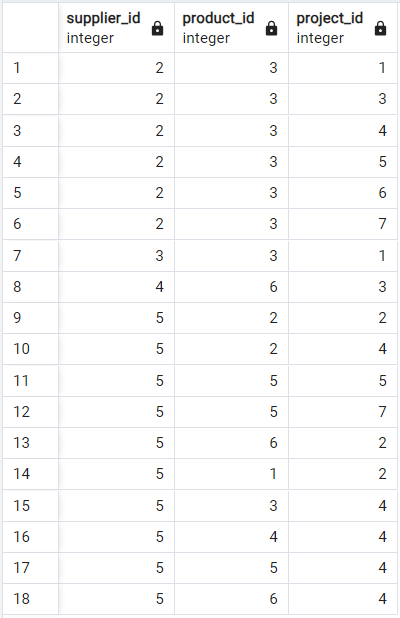 supplier_id product_id project_id
integer integer integer
1 2 3 1
2 2 3 3
3 2 3 4
4 2 3 5
5 2 3 6
6 2 3 7
7 3 3 1
8 4 6 3
9 5 2 2
10 5 2 4
11 5 5 5
12 5 5 7
13 5 6 2
14 5 1 2
15 5 3 4
16 5 4 4
17 5 5 4
18 5 6 4